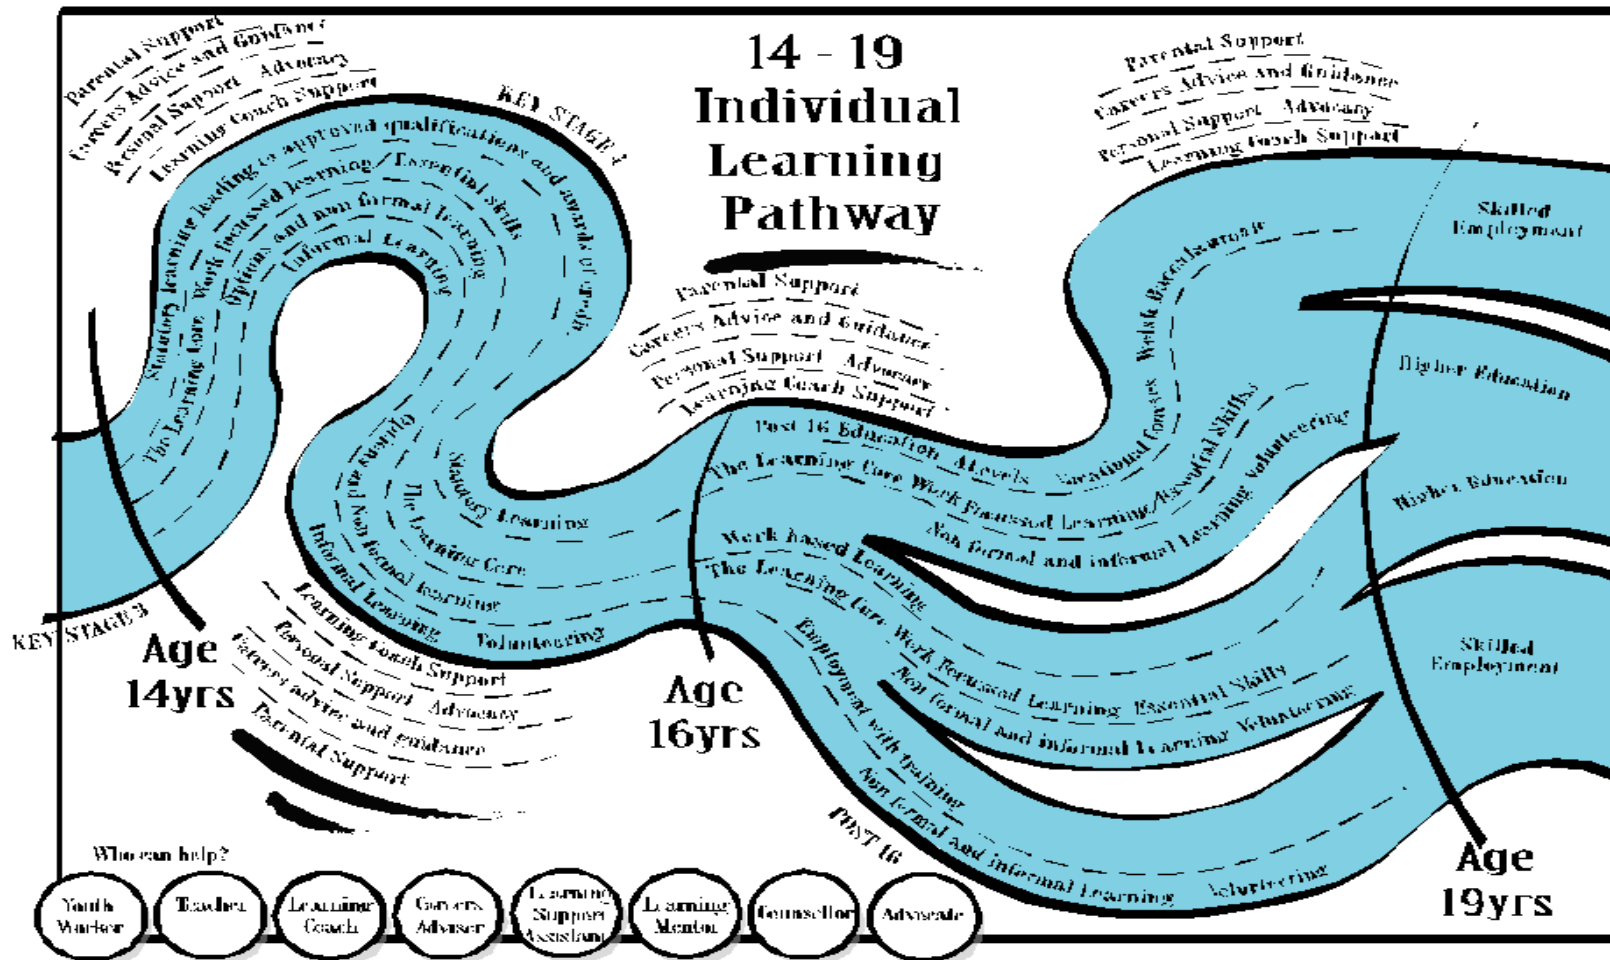 14 - 19
Individual
Learning
Pathway
Parental Support
Careers Advice and Guidance
Personal Support Advocacy
Learning Coach Support
KEY STAGE 4
Statutory learning leading to approved qualifications and awards of credit
The Learning Core Work focussed learning/Essential skills
Options and non formal learning
Informal Learning
KEY STAGE 3
Age
14yrs
Statutory Learning
The Learning Core
Options and Non formal learning
Informal Learning Volunteering
Learning Coach Support
Personal Support Advocacy
Careers advice and guidance
Parental Support
Parental Support
Careers Advice and Guidance
Personal Support Advocacy
Learning Coach Support
Age
16yrs
Post 16 Education Alevels Vocational Courses Welsh Baccalaureate
The Learning Core Work Focussed Learning/Essential Skills
Non formal and informal Learning Volunteering
Work based Learning
The Learning Core Work Focussed Learning Essential Skills
Non formal and informal Learning Volunteering
Employment with training
Non formal and informal Learning Volunteering
POST 16
Parental Support
Careers Advice and Guidance
Personal Support Advocacy
Learning Coach Support
Skilled
Employment
Higher Education
Higher Education
Skilled
Employment
Age
19yrs
Who can help?
Youth
Worker
Teacher
Learning
Coach
Careers
Adviser
Learning
Support
Assistant
Learning
Mentor
Counsellor
Advocate